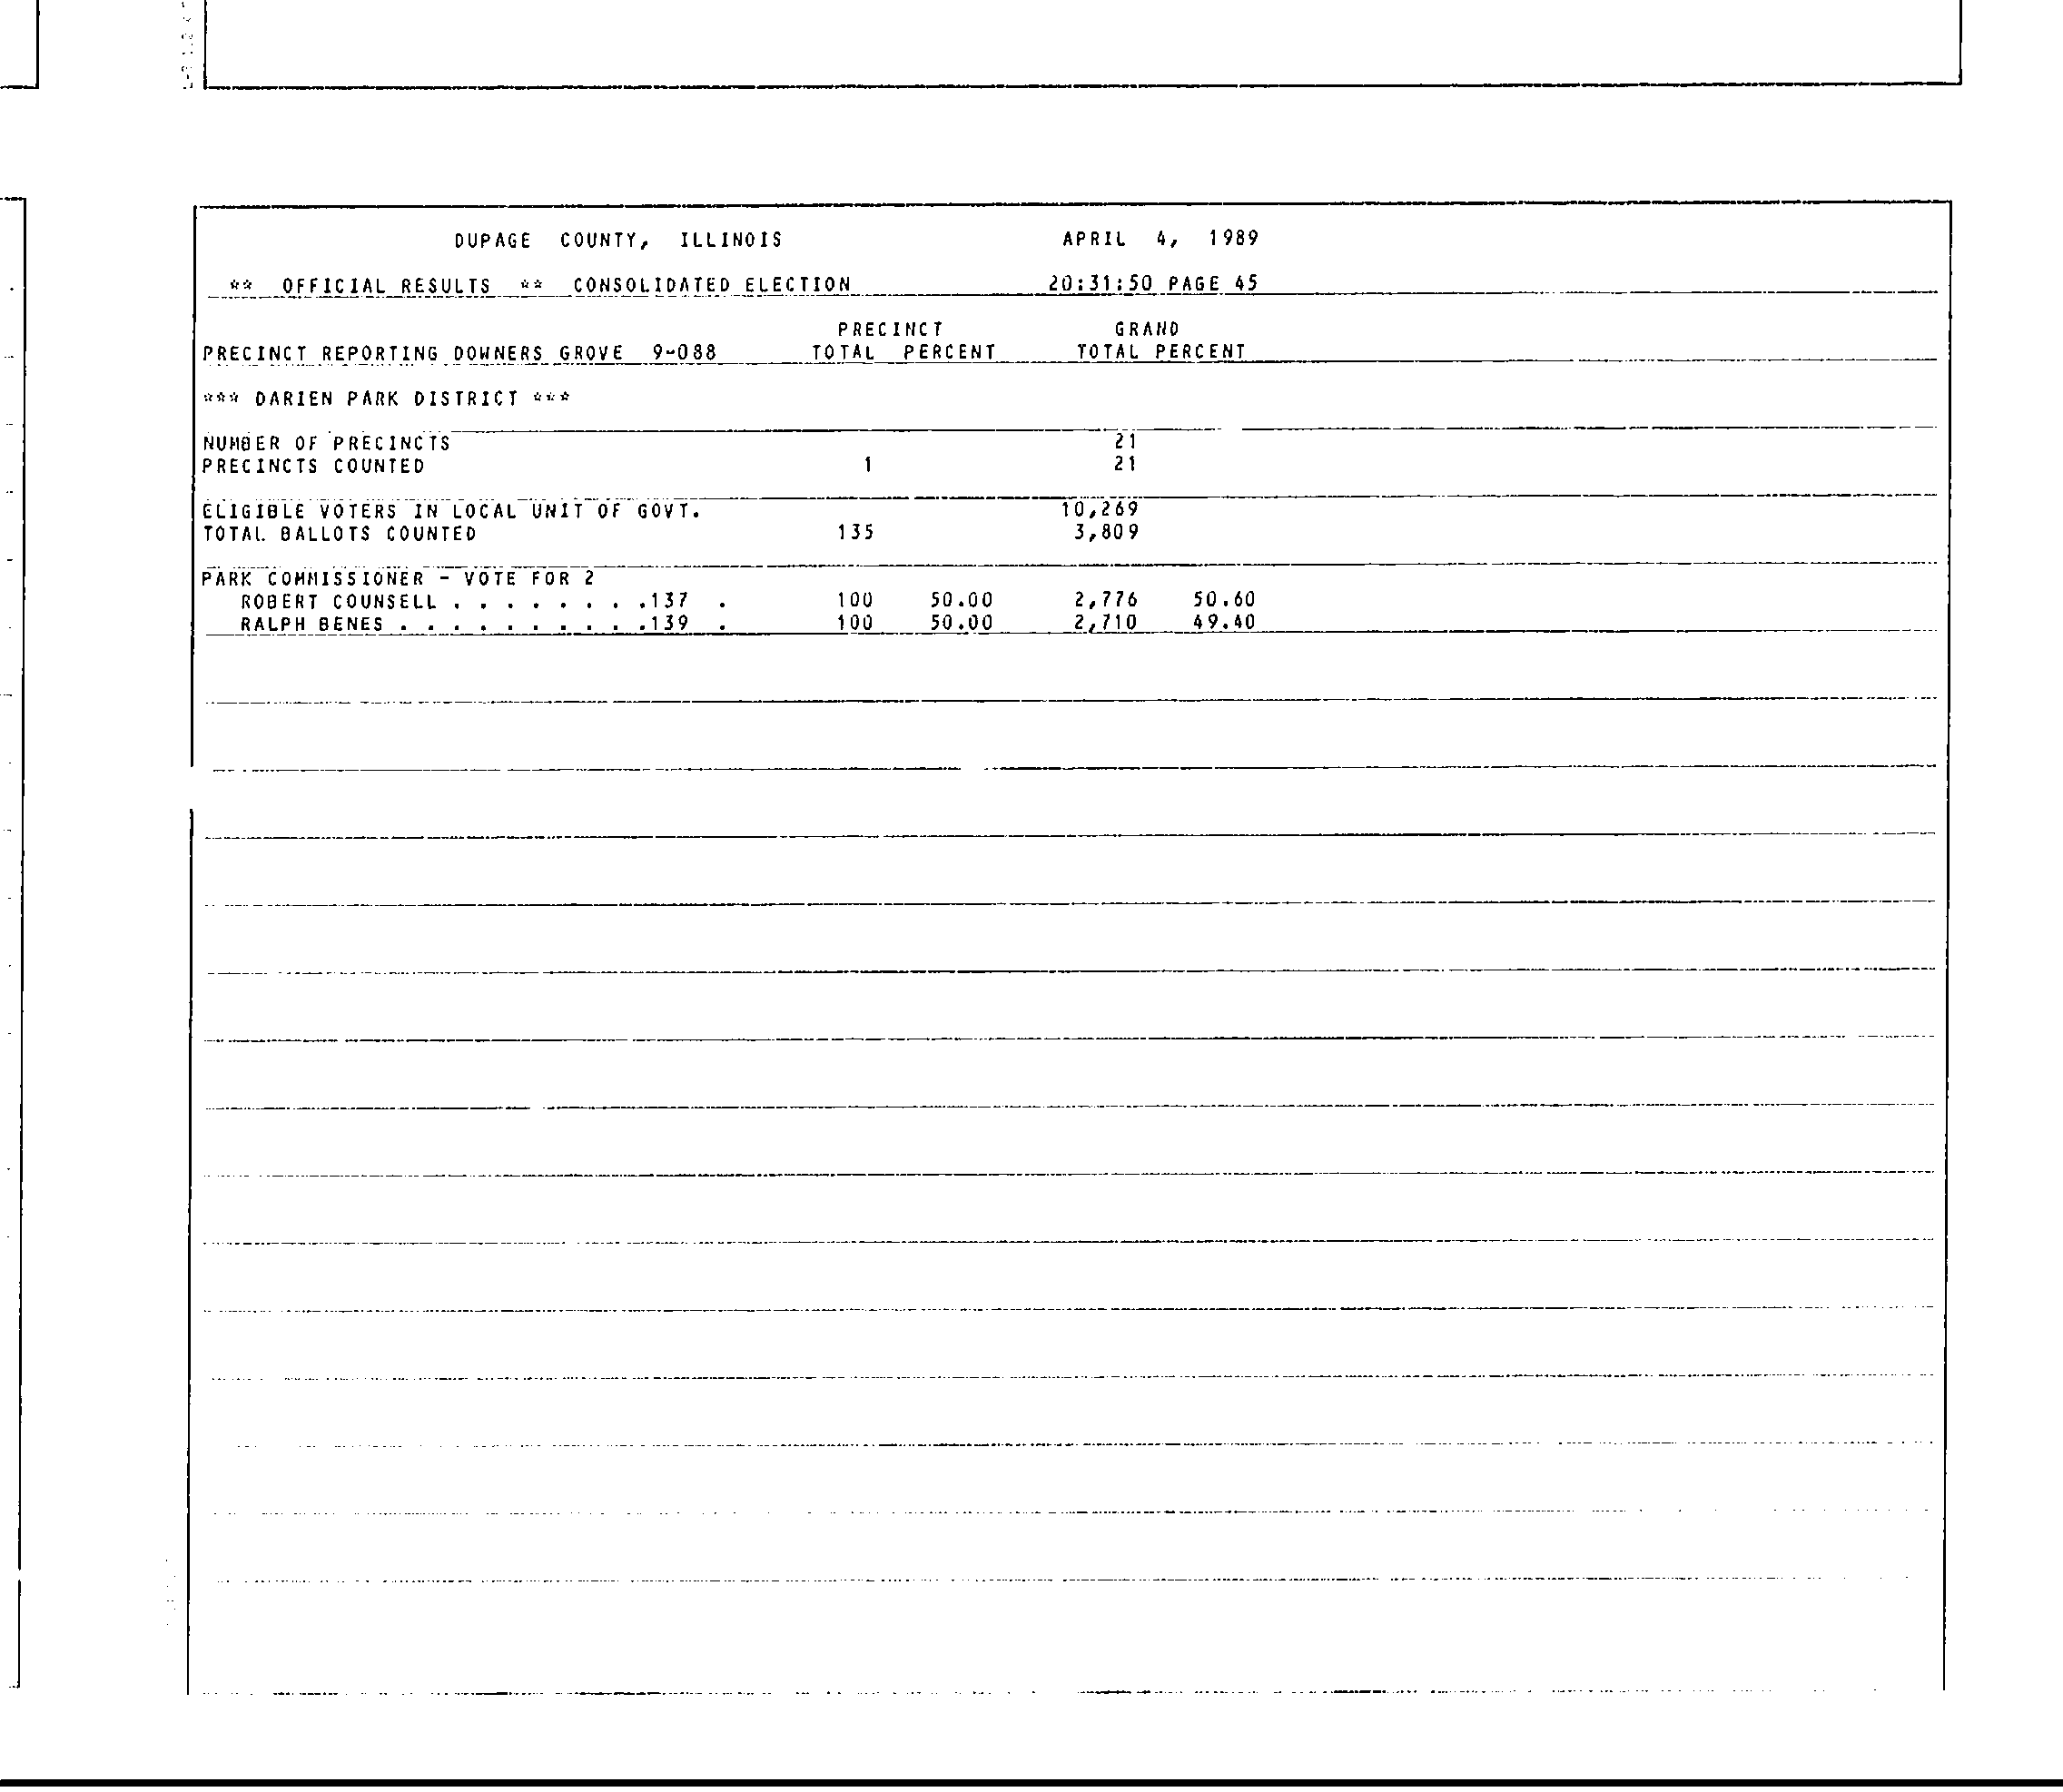 DUPAGE COUNTY, ILLINOIS APRIL 4, 1989
** OFFICIAL RESULTS ** CONSOLIDATED ELECTION 20:31:50 PAGE 45
PRECINCT GRAND
PRECINCT REPORTING DOWNERS GROVE 9-088 TOTAL PERCENT TOTAL PERCENT
*** DARIEN PARK DISTRICT ***
NUMBER OF PRECINCTS 21
PRECINCTS COUNTED 1 21
ELIGIBLE VOTERS IN LOCAL UNIT OF GOVT. 10,269
TOTAL BALLOTS COUNTED 135 3,809
PARK COMMISSIONER - VOTE FOR 2
ROBERT COUNSELL . . . . . . . .137 . 100 50.00 2,776 50.60
RALPH BENES . . . . . . . . . .139 . 100 50.00 2,710 49.40